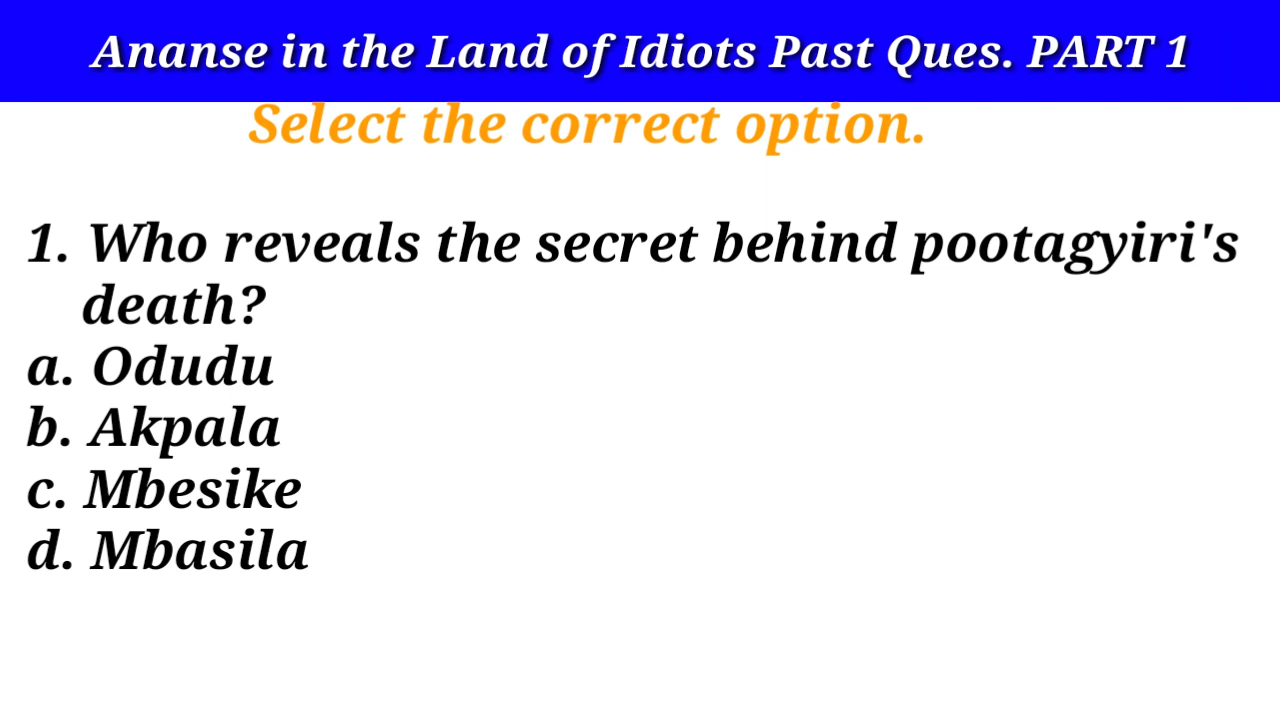 Ananse in the Land of Idiots Past Ques. PART 1
Select the correct option.
1. Who reveals the secret behind pootagyiri's
death?
a. Odudu
b. Akpala
c. Mbesike
d. Mbasila